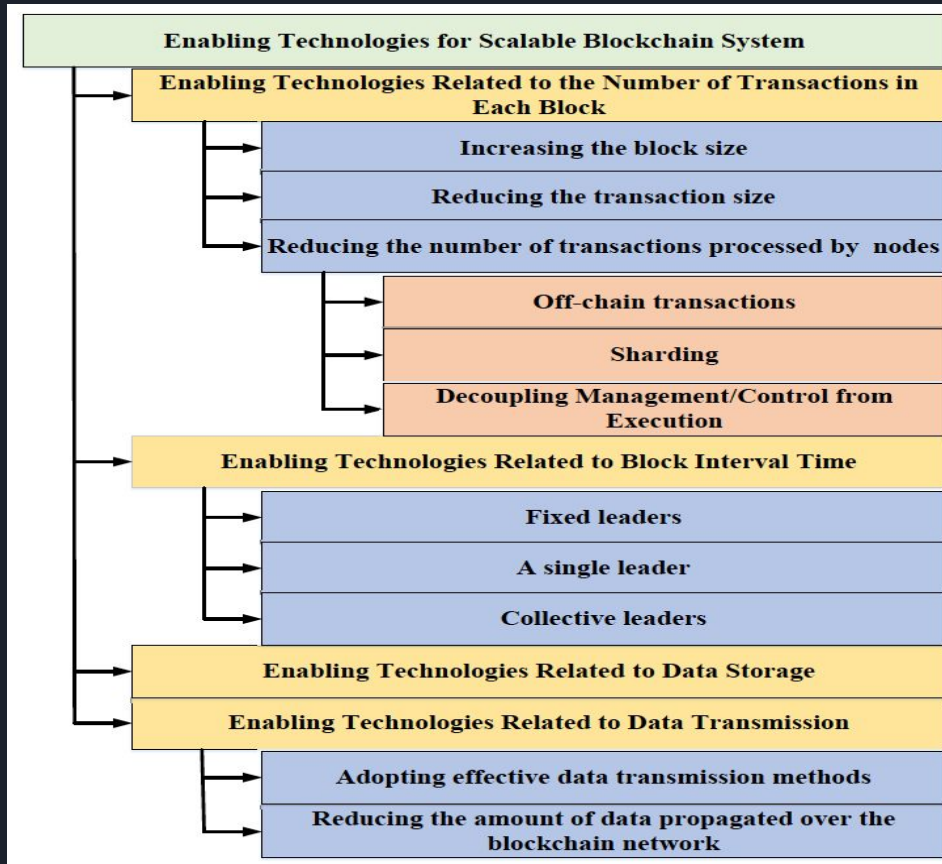 Enabling Technologies for Scalable Blockchain System
Enabling Technologies Related to the Number of Transactions in
Each Block
Increasing the block size
Reducing the transaction size
Reducing the number of transactions processed by nodes
Off-chain transactions
Sharding
Decoupling Management/Control from
Execution
Enabling Technologies Related to Block Interval Time
Fixed leaders
A single leader
Collective leaders
Enabling Technologies Related to Data Storage
Enabling Technologies Related to Data Transmission
Adopting effective data transmission methods
Reducing the amount of data propagated over the
blockchain network